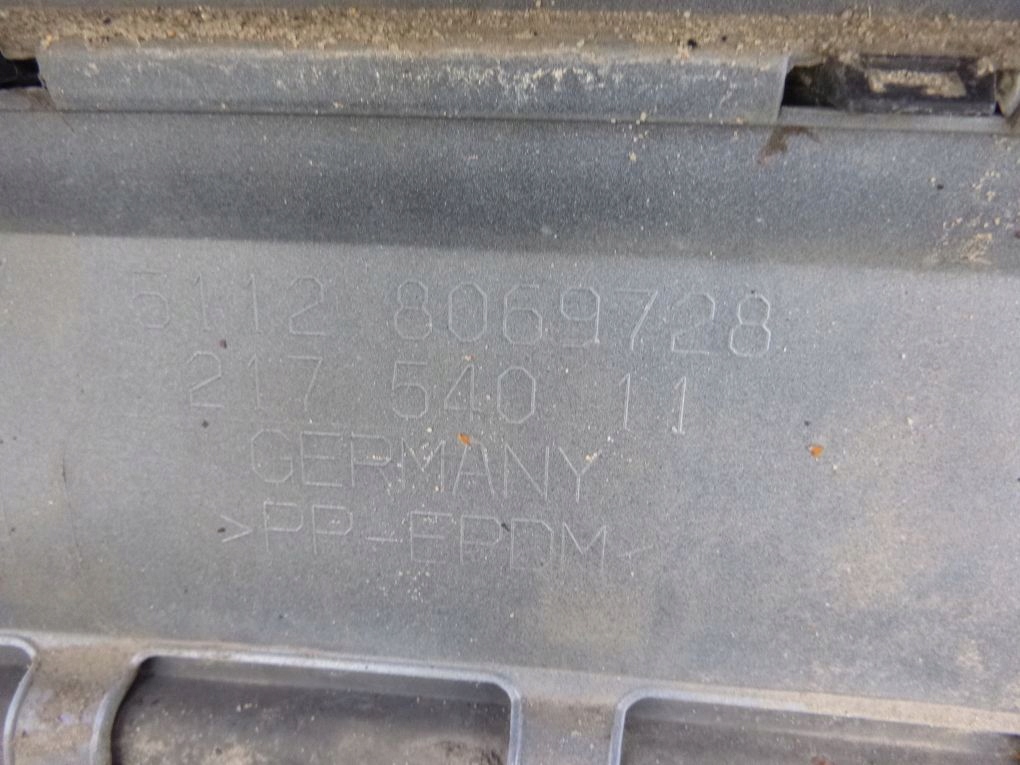 5112 8069728
217 540 11
GERMANY
>PP-EPDM-